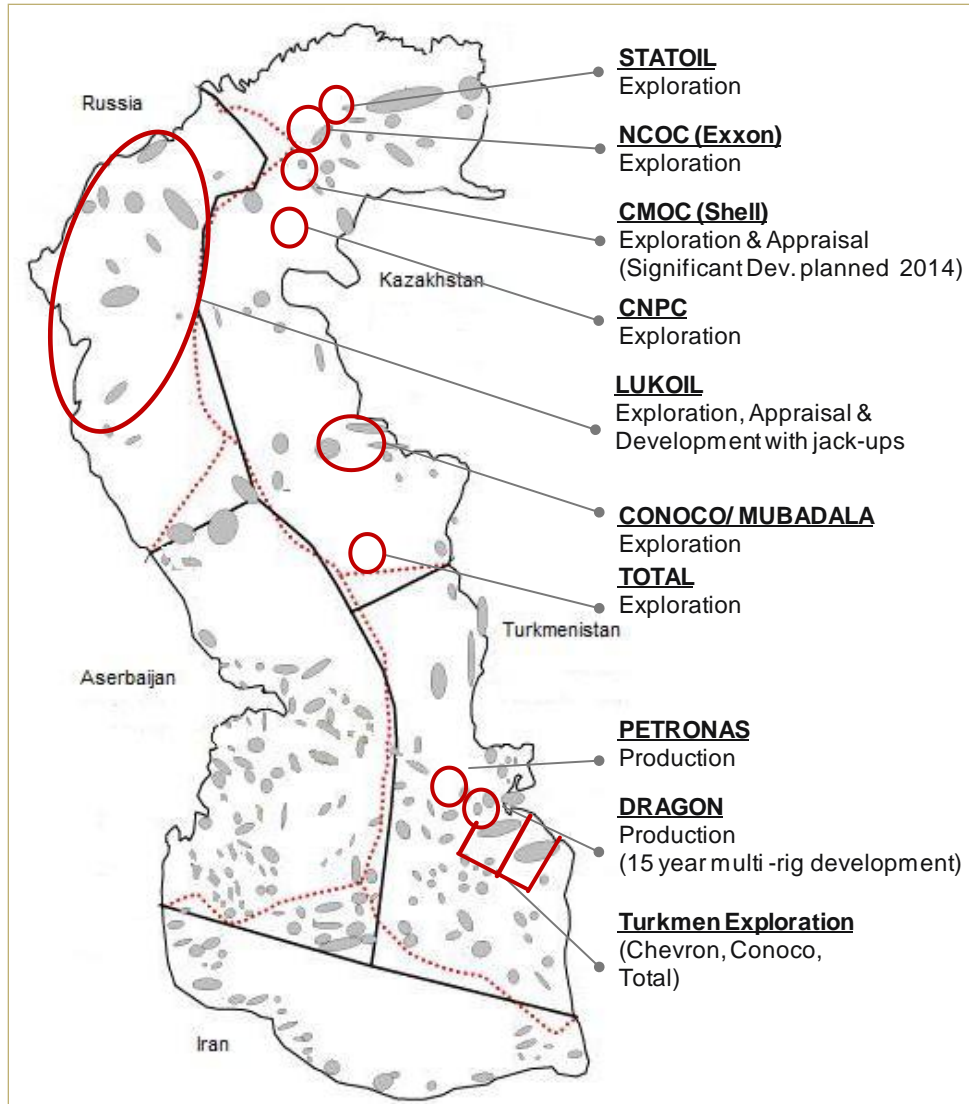 Russia
Kazakhstan
Turkmenistan
Aserbaijan
Iran
STATOIL
Exploration
NCOC (Exxon)
Exploration
CMOC (Shell)
Exploration & Appraisal
(Significant Dev. planned 2014)
CNPC
Exploration
LUKOIL
Exploration, Appraisal &
Development with jack-ups
CONOCO/ MUBADALA
Exploration
TOTAL
Exploration
PETRONAS
Production
DRAGON
Production
(15 year multi -rig development)
Turkmen Exploration
(Chevron, Conoco,
Total)